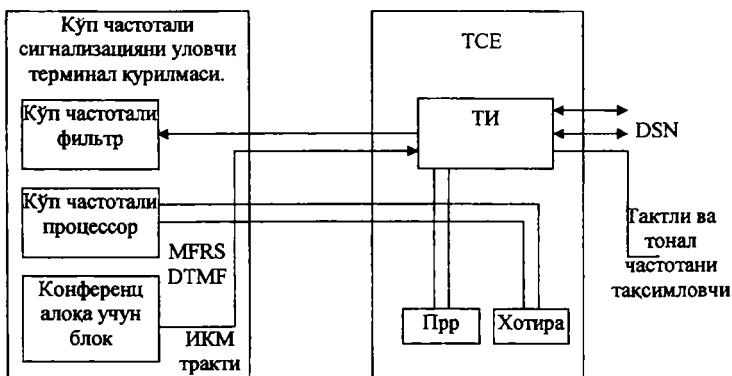 Кўп частотали
сигнализацияни уловчи
терминал қурилмаси.
Кўп частотали
фильтр
Кўп частотали
процессор
MFRS
DTMF
Конференц
алоқа учун
блок
ИКМ
тракти
TCE
ТИ
DSN
Тактли ва
тонал
частотани
тақсимловчи
Прр
Хотира